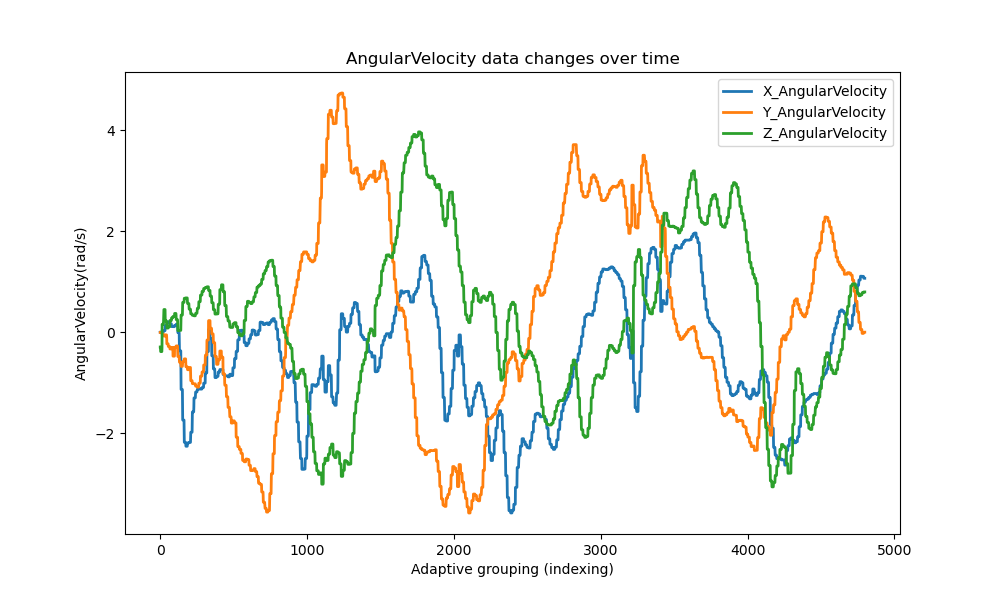 AngularVelocity data changes over time
X_AngularVelocity
Y_AngularVelocity
Z_AngularVelocity
AngularVelocity(rad/s)
4
2
0
−2
0 1000 2000 3000 4000 5000
Adaptive grouping (indexing)